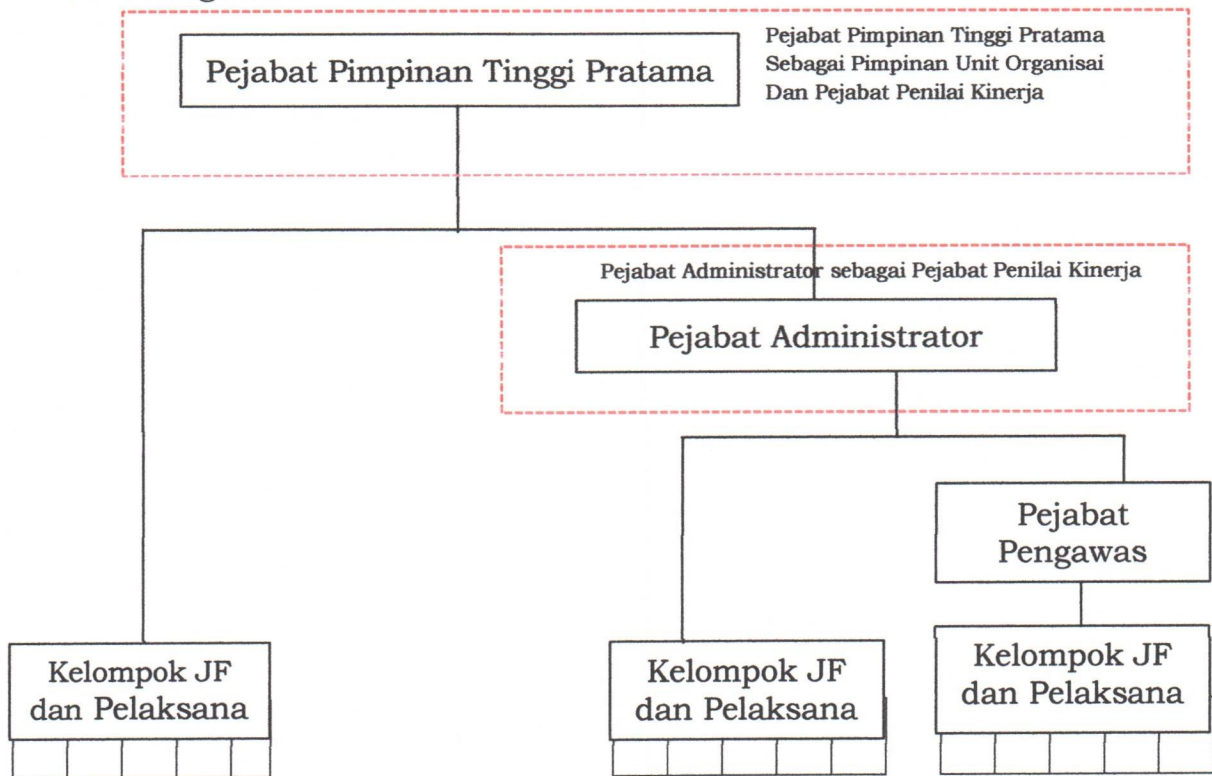 Pejabat Pimpinan Tinggi Pratama
Pejabat Pimpinan Tinggi Pratama
Sebagai Pimpinan Unit Organisai
Dan Pejabat Penilai Kinerja
Pejabat Administrator sebagai Pejabat Penilai Kinerja
Pejabat Administrator
Pejabat
Pengawas
Kelompok JF
dan Pelaksana
Kelompok JF
dan Pelaksana
Kelompok JF
dan Pelaksana